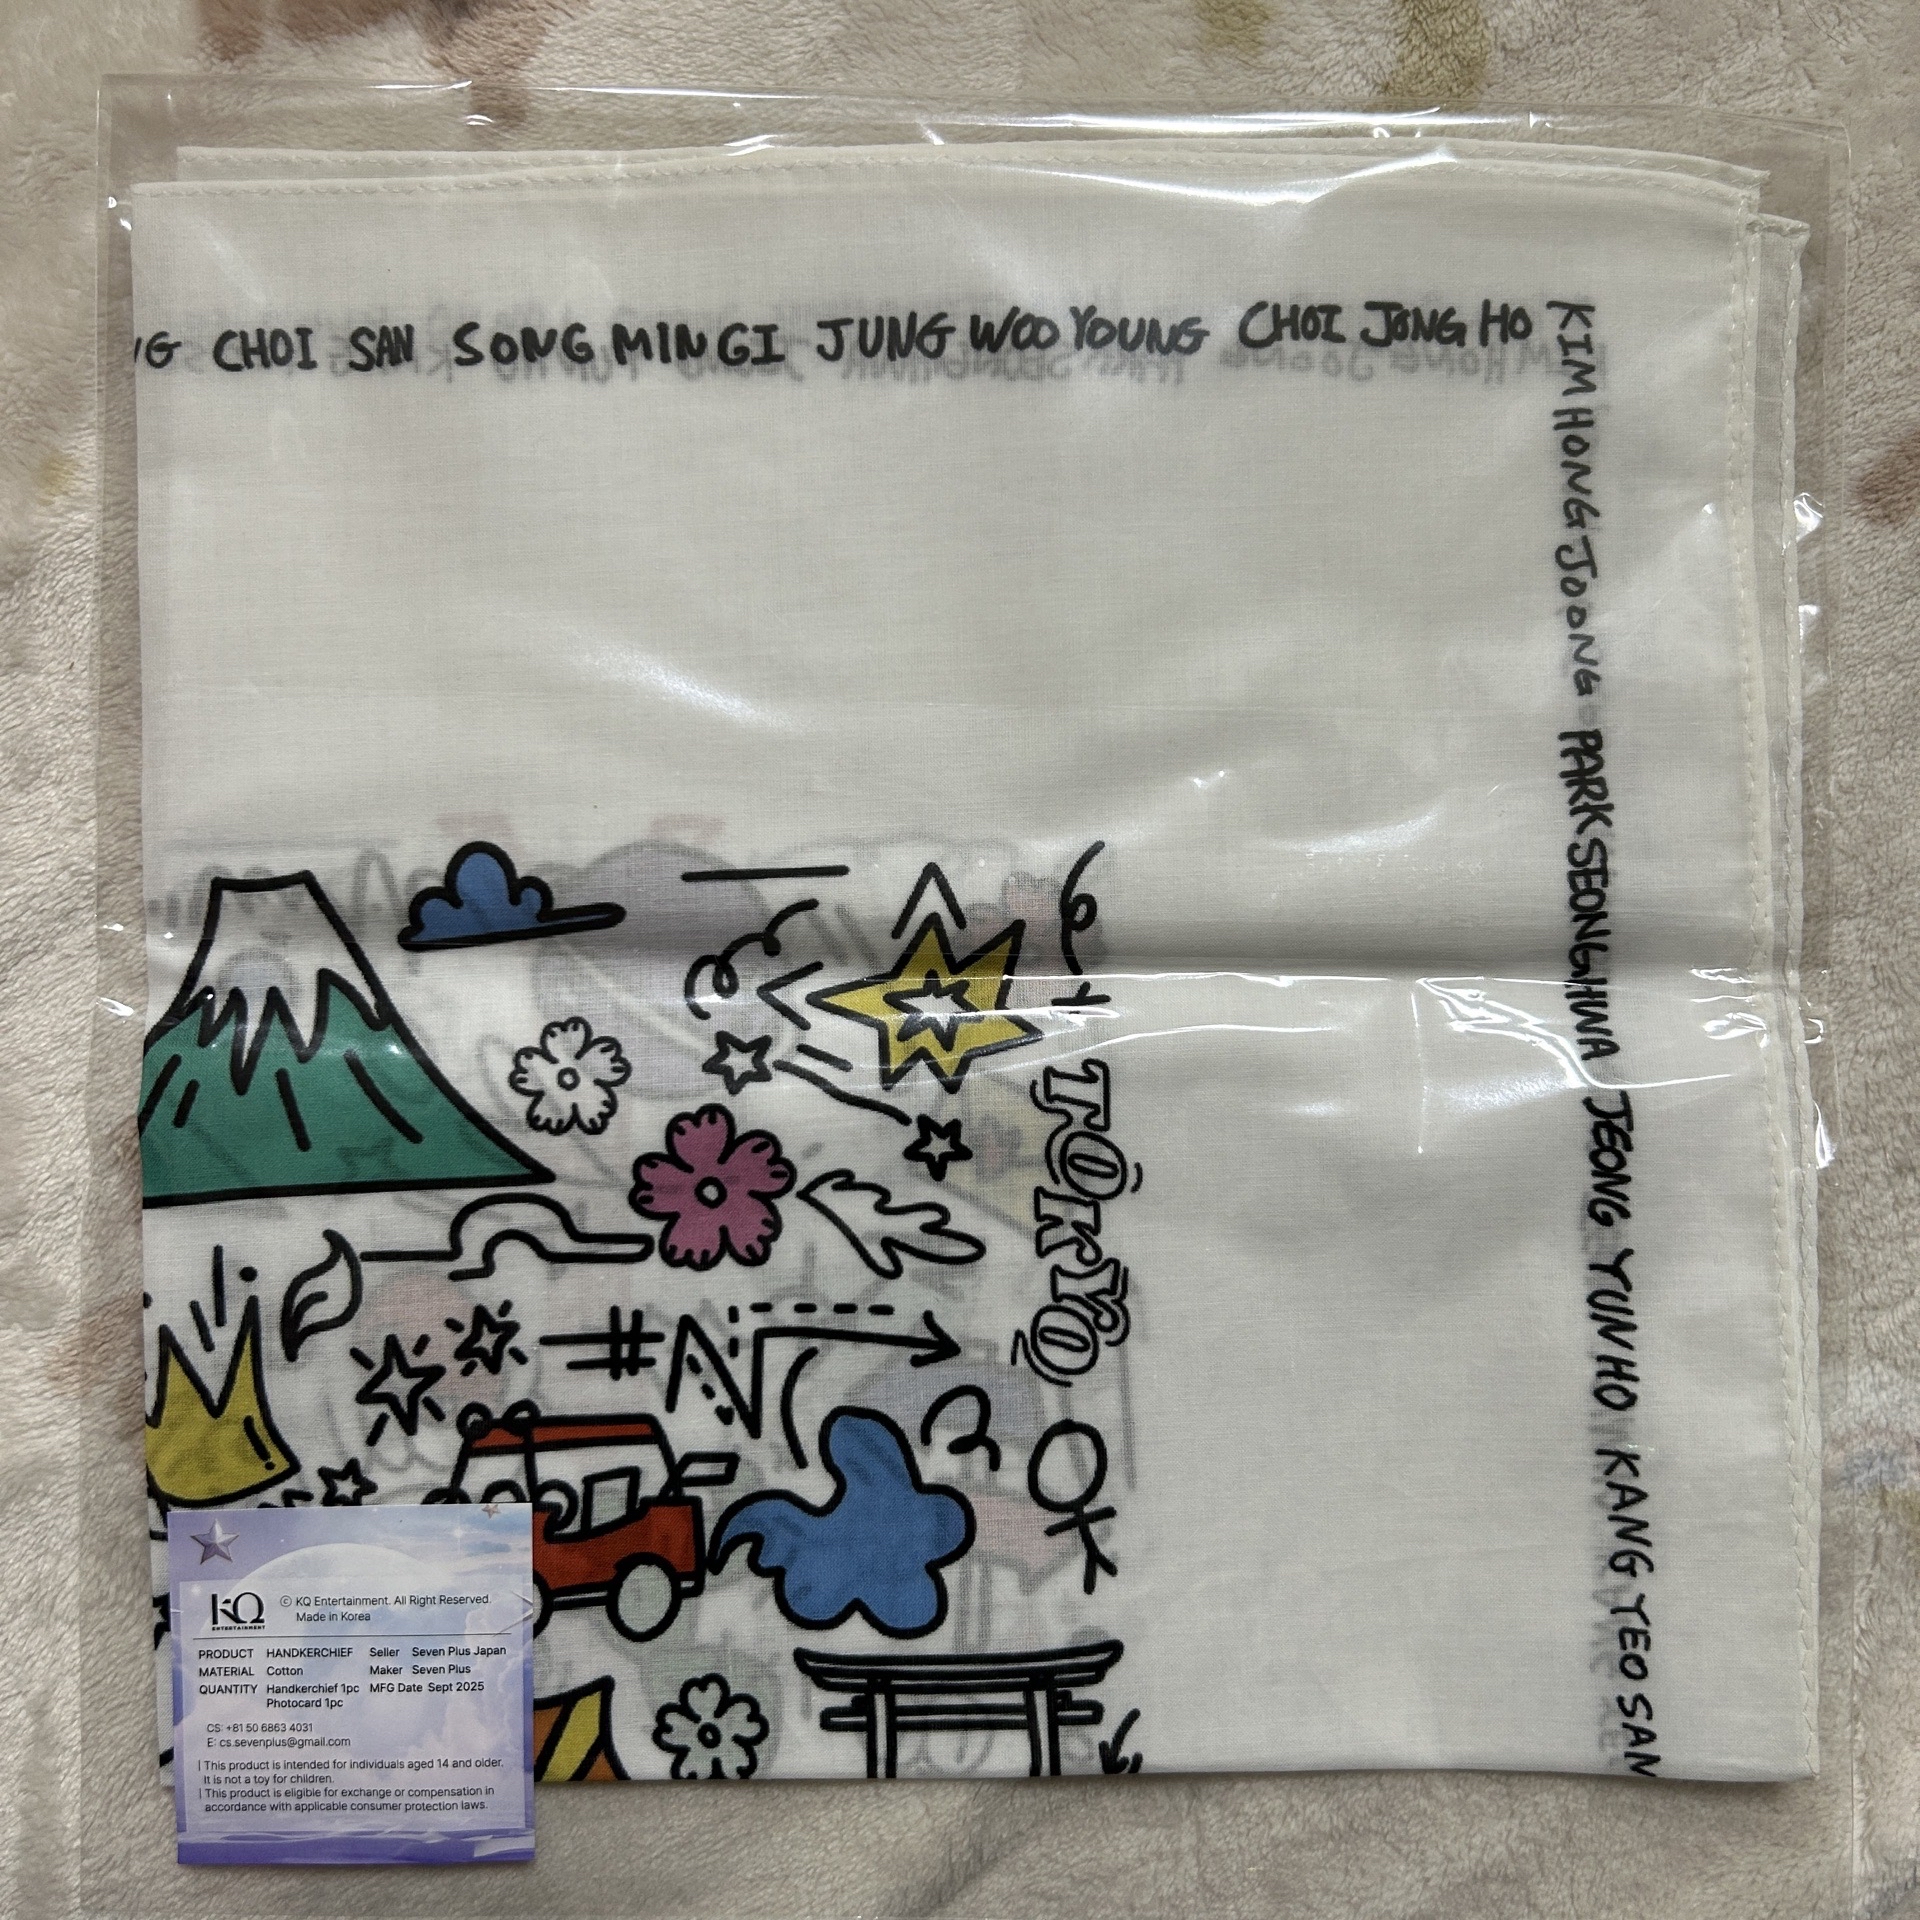 CHOI SAN SONG MIN GI JUNG WOO YOUNG CHOI JONG HO
KIM HONG JOONG PARK SEONG HWA JEONG YUN HO KANG YEO SAN
TOKYO
#N
OK
KQ
ENTERTAINMENT
© KQ Entertainment. All Right Reserved.
Made in Korea
PRODUCT HANDKERCHIEF Seller Seven Plus Japan
MATERIAL Cotton Maker Seven Plus
QUANTITY Handkerchief 1pc MFG Date Sept 2025
Photocard 1pc
CS: +81 50 6863 4031
E: cs.sevenplus@gmail.com
| This product is intended for individuals aged 14 and older.
It is not a toy for children.
| This product is eligible for exchange or compensation in
accordance with applicable consumer protection laws.